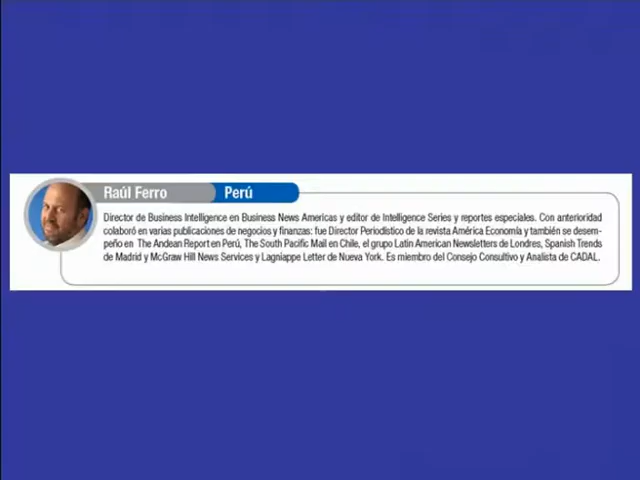 Raúl Ferro Perú
Director de Business Intelligence en Business News Americas y editor de Intelligence Series y reportes especiales. Con anterioridad
colaboró en varias publicaciones de negocios y finanzas: fue Director Periodístico de la revista América Economía y también se desem-
peño en The Andean Report en Perú, The South Pacific Mail en Chile, el grupo Latin American Newsletters de Londres, Spanish Trends
de Madrid y McGraw Hill News Services y Lagniappe Letter de Nueva York. Es miembro del Consejo Consultivo y Analista de CADAL.